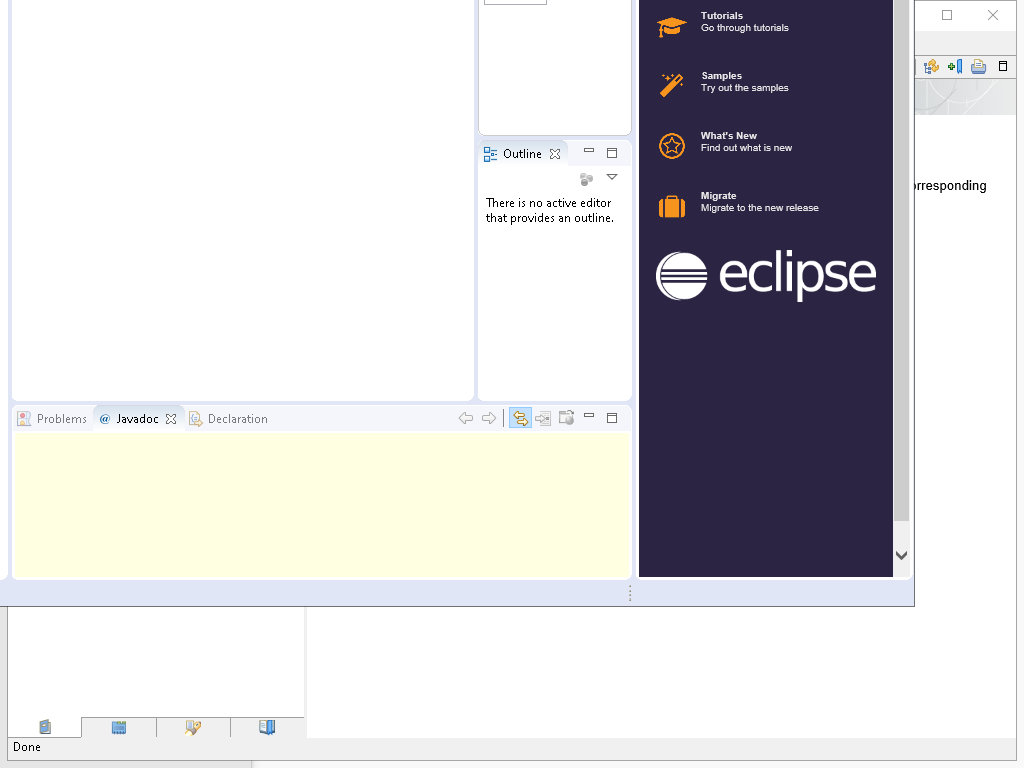 Tutorials
Go through tutorials
Samples
Try out the samples
What's New
Find out what is new
Outline
There is no active editor
that provides an outline.
Migrate
Migrate to the new release
eclipse
Problems
@ Javadoc
Declaration
Done